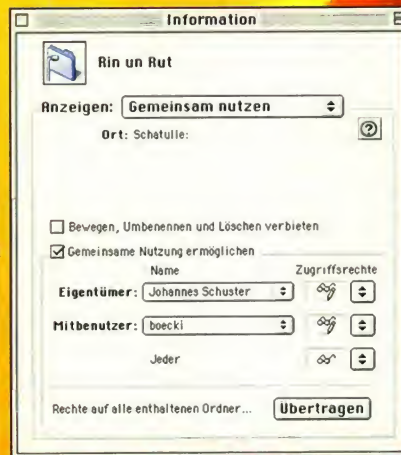 Information
Rin un Rut
Anzeigen: Gemeinsam nutzen
Ort: Schatulle:
Bewegen, Umbenennen und Löschen verbieten
Gemeinsame Nutzung ermöglichen
Name Zugriffsrechte
Eigentümer: Johannes Schuster
Mitbenutzer: boecki
Jeder
Rechte auf alle enthaltenen Ordner... Übertragen